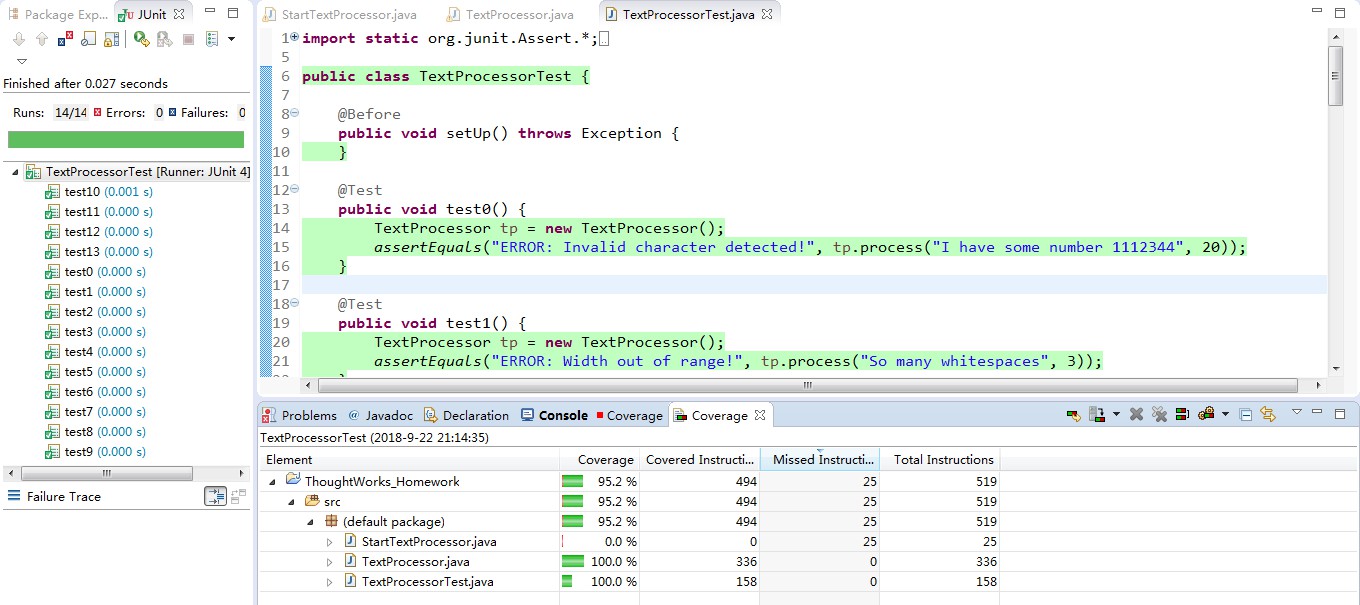 Package Exp... JUnit
Finished after 0.027 seconds
Runs: 14/14 Errors: 0 Failures: 0
TextProcessorTest [Runner: JUnit 4]
test10 (0.001 s)
test11 (0.000 s)
test12 (0.000 s)
test13 (0.000 s)
test0 (0.000 s)
test1 (0.000 s)
test2 (0.000 s)
test3 (0.000 s)
test4 (0.000 s)
test5 (0.000 s)
test6 (0.000 s)
test7 (0.000 s)
test8 (0.000 s)
test9 (0.000 s)
Failure Trace
StartTextProcessor.java TextProcessor.java TextProcessorTest.java
1 import static org.junit.Assert.*;
5
6 public class TextProcessorTest {
7
8 @Before
9 public void setUp() throws Exception {
10 }
11
12 @Test
13 public void test0() {
14 TextProcessor tp = new TextProcessor();
15 assertEquals("ERROR: Invalid character detected!", tp.process("I have some number 1112344", 20));
16 }
17
18 @Test
19 public void test1() {
20 TextProcessor tp = new TextProcessor();
21 assertEquals("ERROR: Width out of range!", tp.process("So many whitespaces", 3));
Problems @ Javadoc Declaration Console Coverage Coverage
TextProcessorTest (2018-9-22 21:14:35)
Element Coverage Covered Instructi... Missed Instructi... Total Instructions
ThoughtWorks_Homework 95.2 % 494 25 519
src 95.2 % 494 25 519
(default package) 95.2 % 494 25 519
StartTextProcessor.java 0.0 % 0 25 25
TextProcessor.java 100.0 % 336 0 336
TextProcessorTest.java 100.0 % 158 0 158